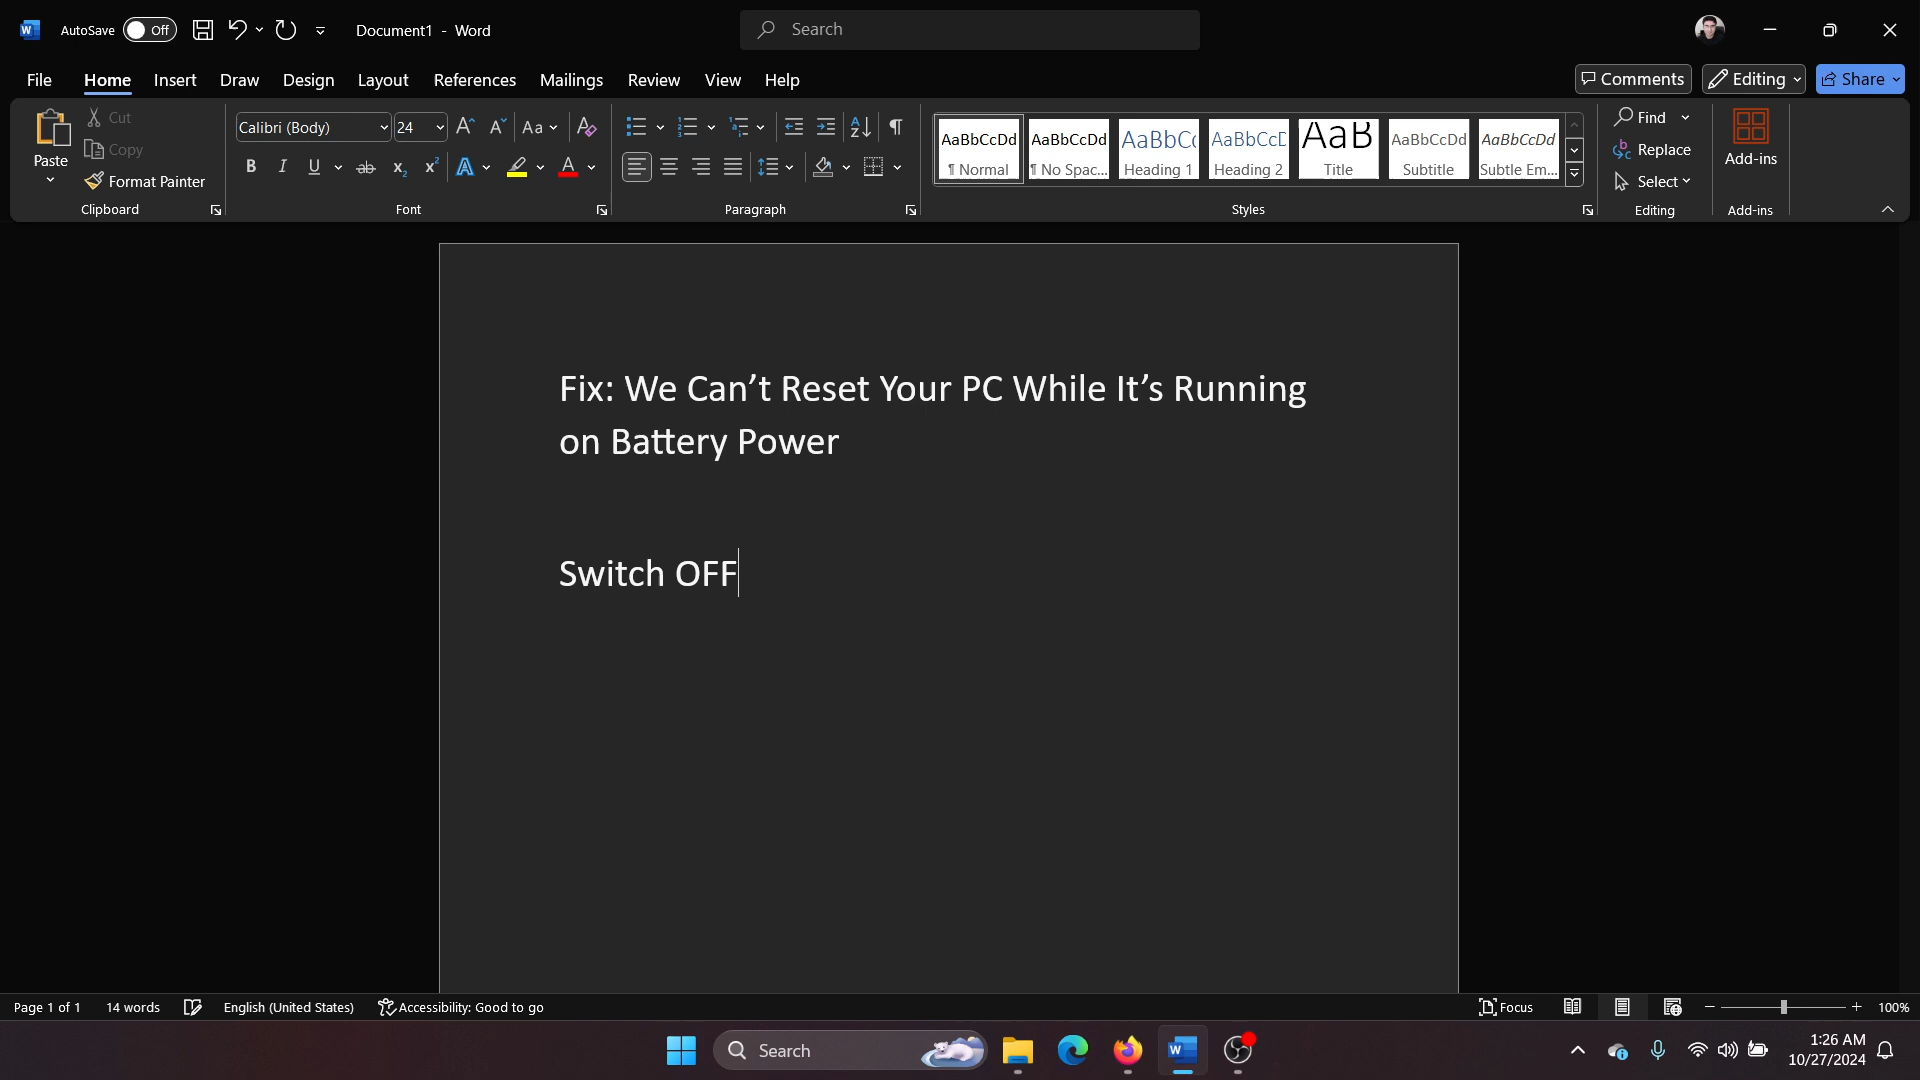 AutoSave Off Document1 - Word Search
File Home Insert Draw Design Layout References Mailings Review View Help Comments Editing Share
Paste Cut Copy Format Painter Clipboard
Calibri (Body) 24 Aa Font
Paragraph
AaBbCcDd ¶ Normal
AaBbCcDd ¶ No Spac...
AaBbCc Heading 1
AaBbCcD Heading 2
AaB Title
AaBbCcDd Subtitle
AaBbCcDd Subtle Em...
Styles
Find
Replace
Select
Editing
Add-ins
Add-ins
Fix: We Can’t Reset Your PC While It’s Running
on Battery Power
Switch OFF
Page 1 of 1 14 words English (United States) Accessibility: Good to go Focus 100%
Search 1:26 AM
10/27/2024